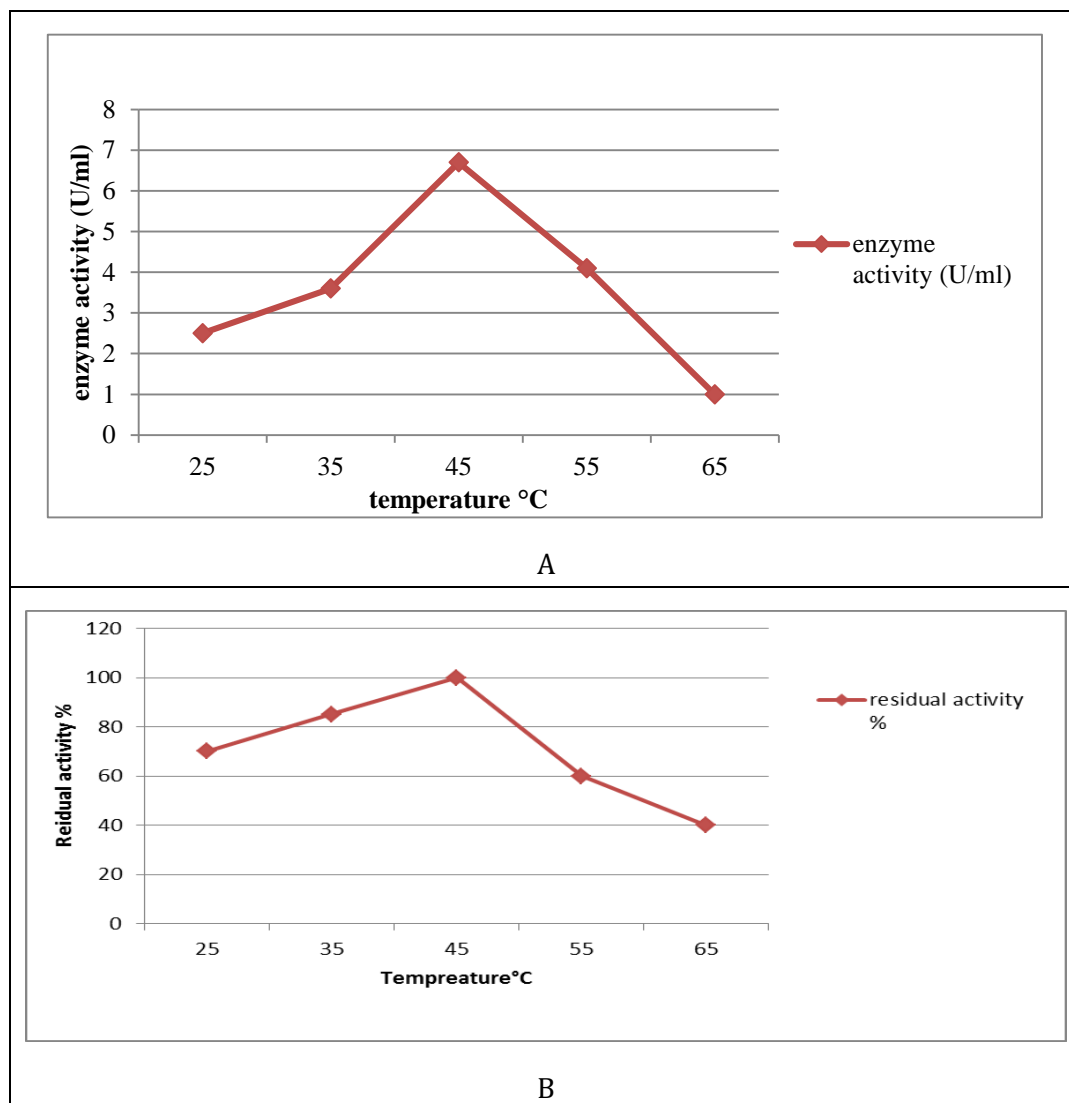 8
7
6
5
4
3
2
1
0
enzyme activity (U/ml)
25 35 45 55 65
temperature °C
enzyme
activity (U/ml)
A
120
100
80
60
40
20
0
Reidual activity %
25 35 45 55 65
Tempreature°C
residual activity
%
B